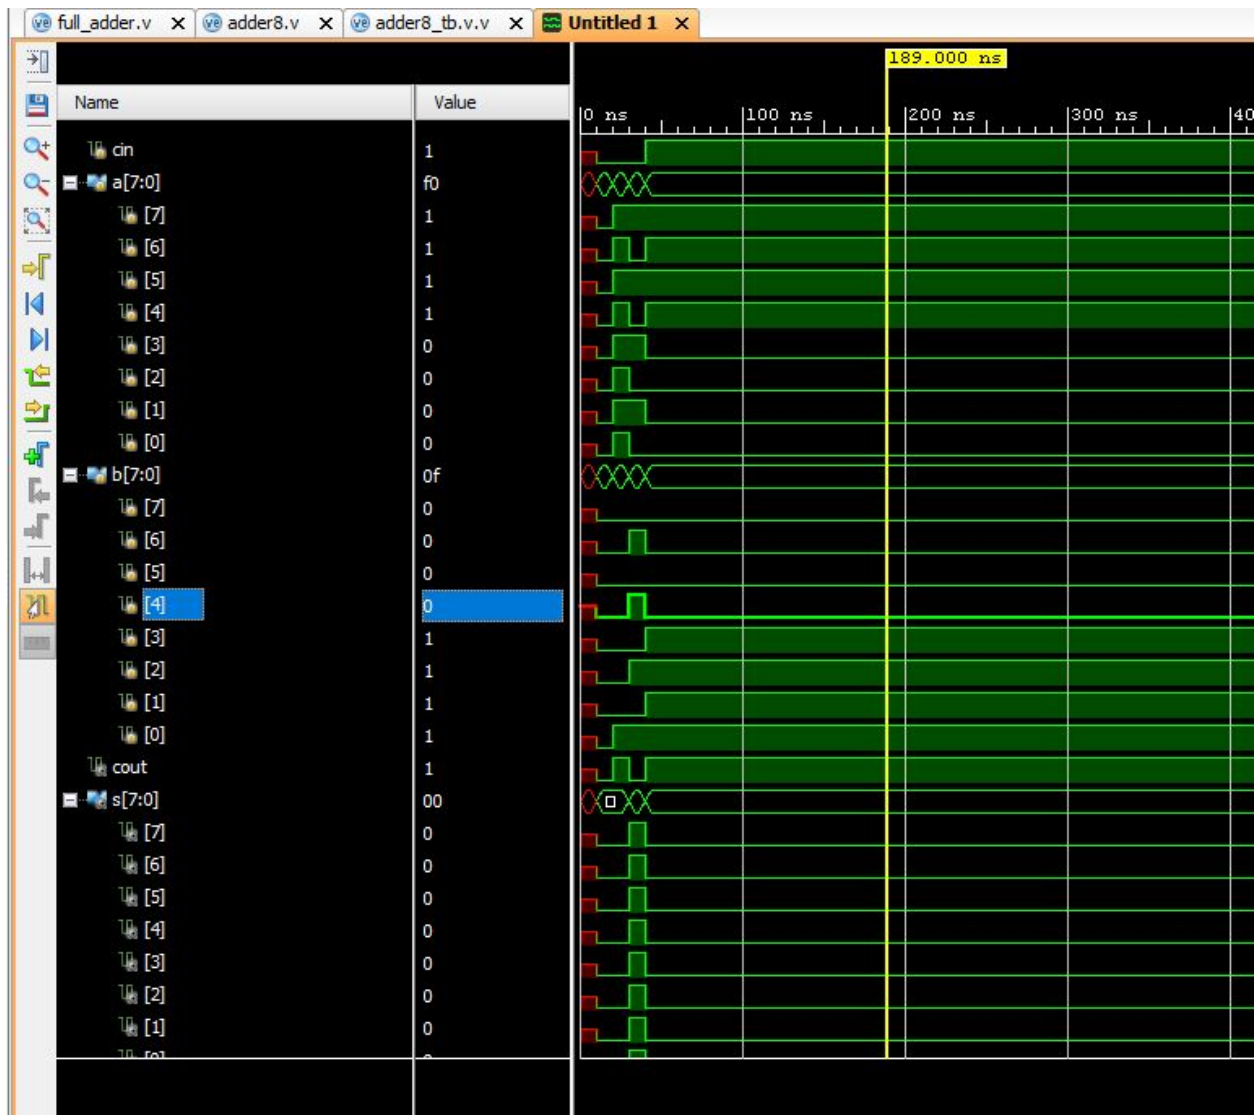 full_adder.v adder8.v adder8_tb.v.v Untitled 1
189.000 ns
Name Value
0 ns 100 ns 200 ns 300 ns 40
cin 1
a[7:0] f0
[7] 1
[6] 1
[5] 1
[4] 1
[3] 0
[2] 0
[1] 0
[0] 0
b[7:0] 0f
[7] 0
[6] 0
[5] 0
[4] 0
[3] 1
[2] 1
[1] 1
[0] 1
cout 1
s[7:0] 00
[7] 0
[6] 0
[5] 0
[4] 0
[3] 0
[2] 0
[1] 0